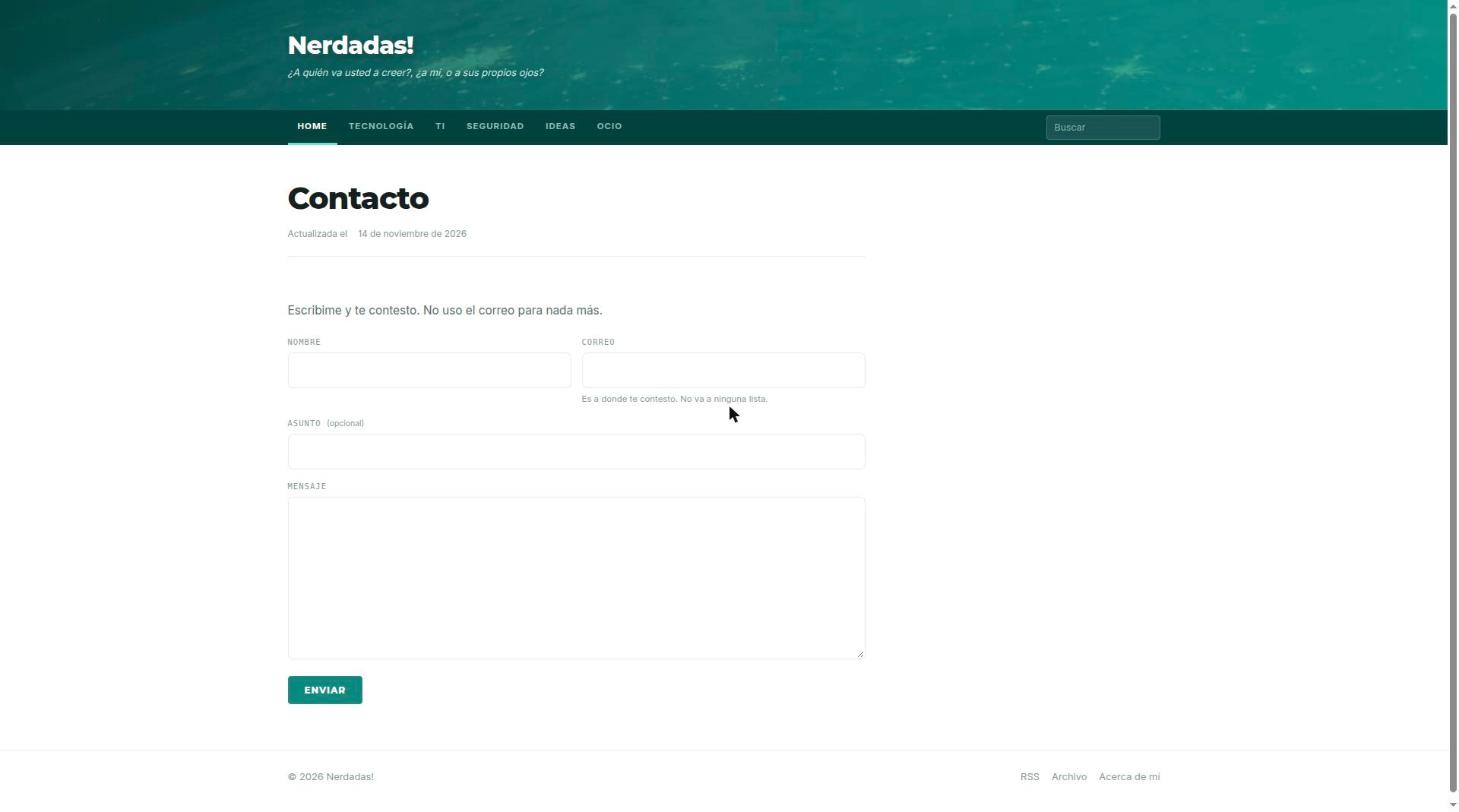 Nerdadas!
¿A quién va usted a creer?, ¿a mí, o a sus propios ojos?
HOME TECNOLOGÍA TI SEGURIDAD IDEAS OCIO Buscar
Contacto
Actualizada el 14 de noviembre de 2026
Escribime y te contesto. No uso el correo para nada más.
NOMBRE CORREO
Es a donde te contesto. No va a ninguna lista.
ASUNTO (opcional)
MENSAJE
ENVIAR
© 2026 Nerdadas! RSS Archivo Acerca de mí